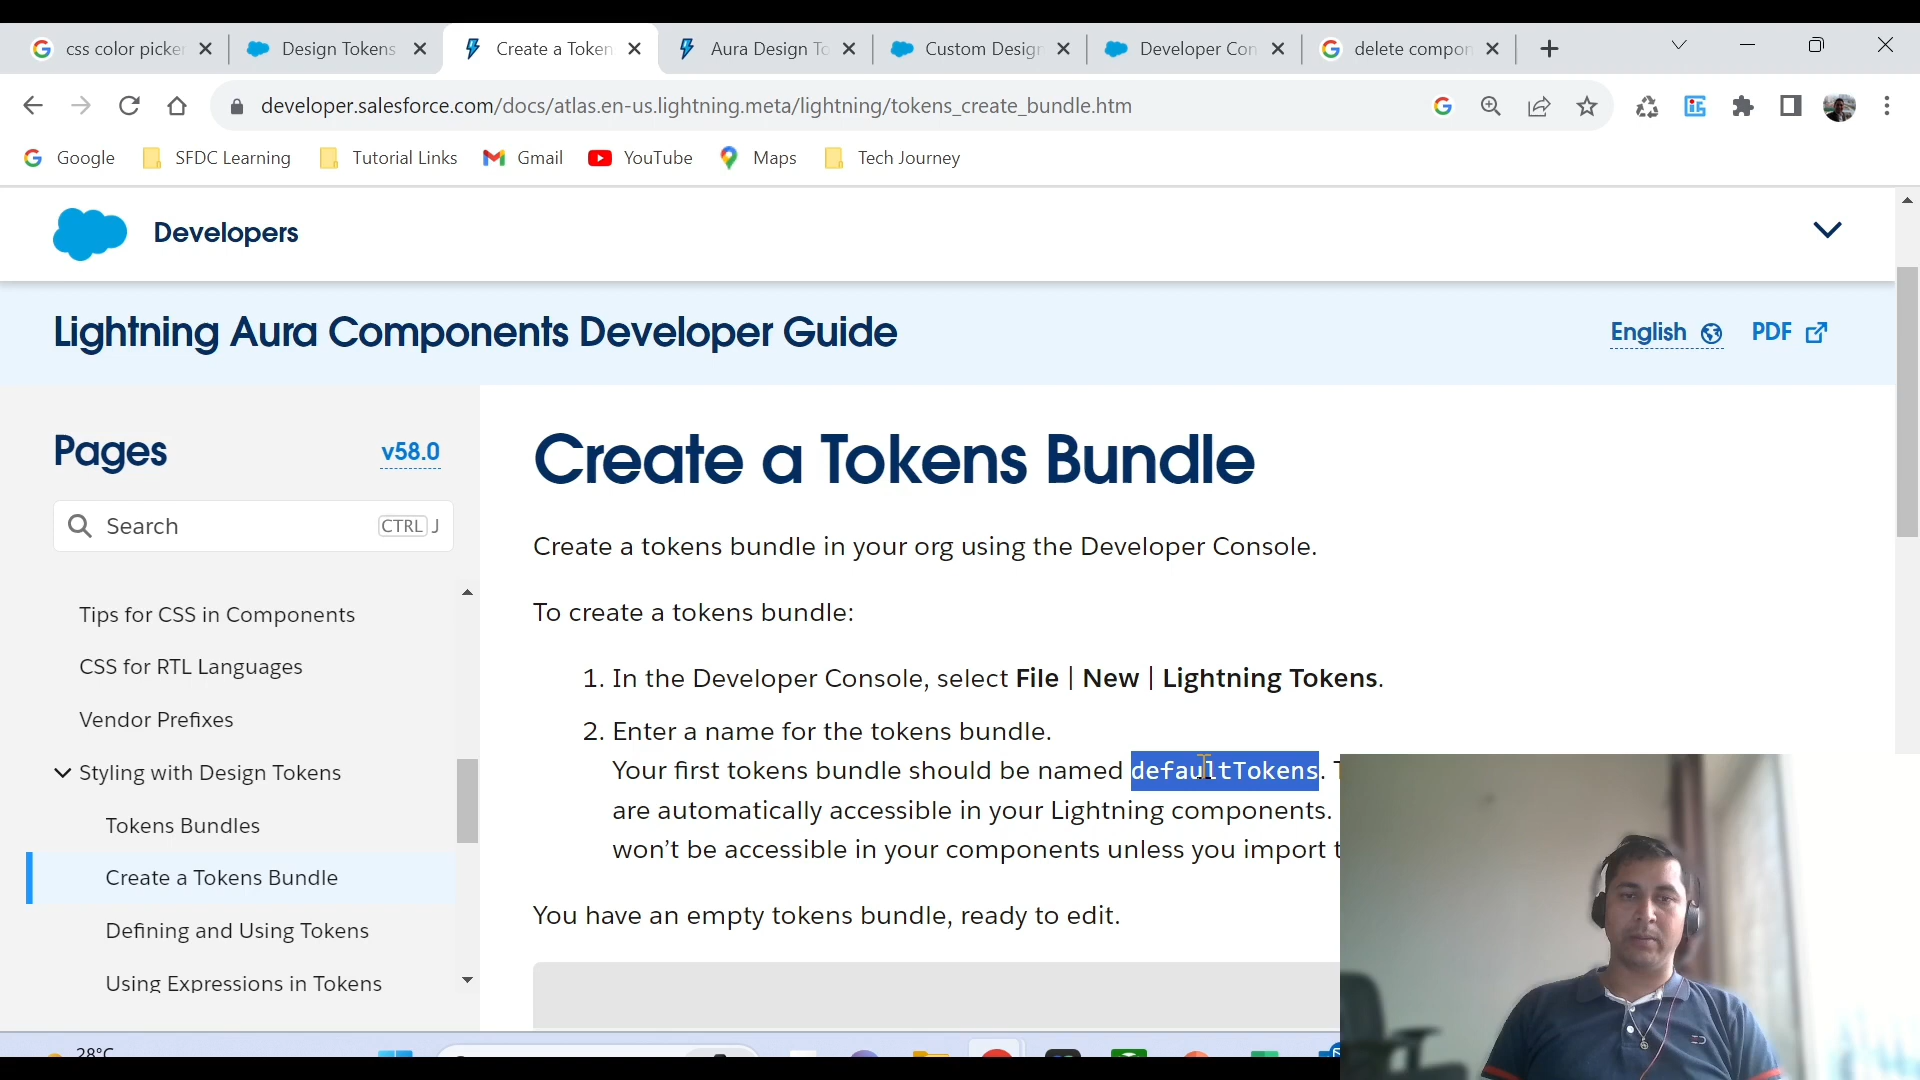 css color picke
Design Tokens
Create a Token
Aura Design To
Custom Design
Developer Con
delete compon
developer.salesforce.com/docs/atlas.en-us.lightning.meta/lightning/tokens_create_bundle.htm
Google
SFDC Learning
Tutorial Links
Gmail
YouTube
Maps
Tech Journey
Developers
Lightning Aura Components Developer Guide
English
PDF
Pages
v58.0
Search
CTRL J
Tips for CSS in Components
CSS for RTL Languages
Vendor Prefixes
Styling with Design Tokens
Tokens Bundles
Create a Tokens Bundle
Defining and Using Tokens
Using Expressions in Tokens
Create a Tokens Bundle
Create a tokens bundle in your org using the Developer Console.
To create a tokens bundle:
1. In the Developer Console, select File | New | Lightning Tokens.
2. Enter a name for the tokens bundle.
Your first tokens bundle should be named defaultTokens.
are automatically accessible in your Lightning components.
won't be accessible in your components unless you import
You have an empty tokens bundle, ready to edit.
28°C